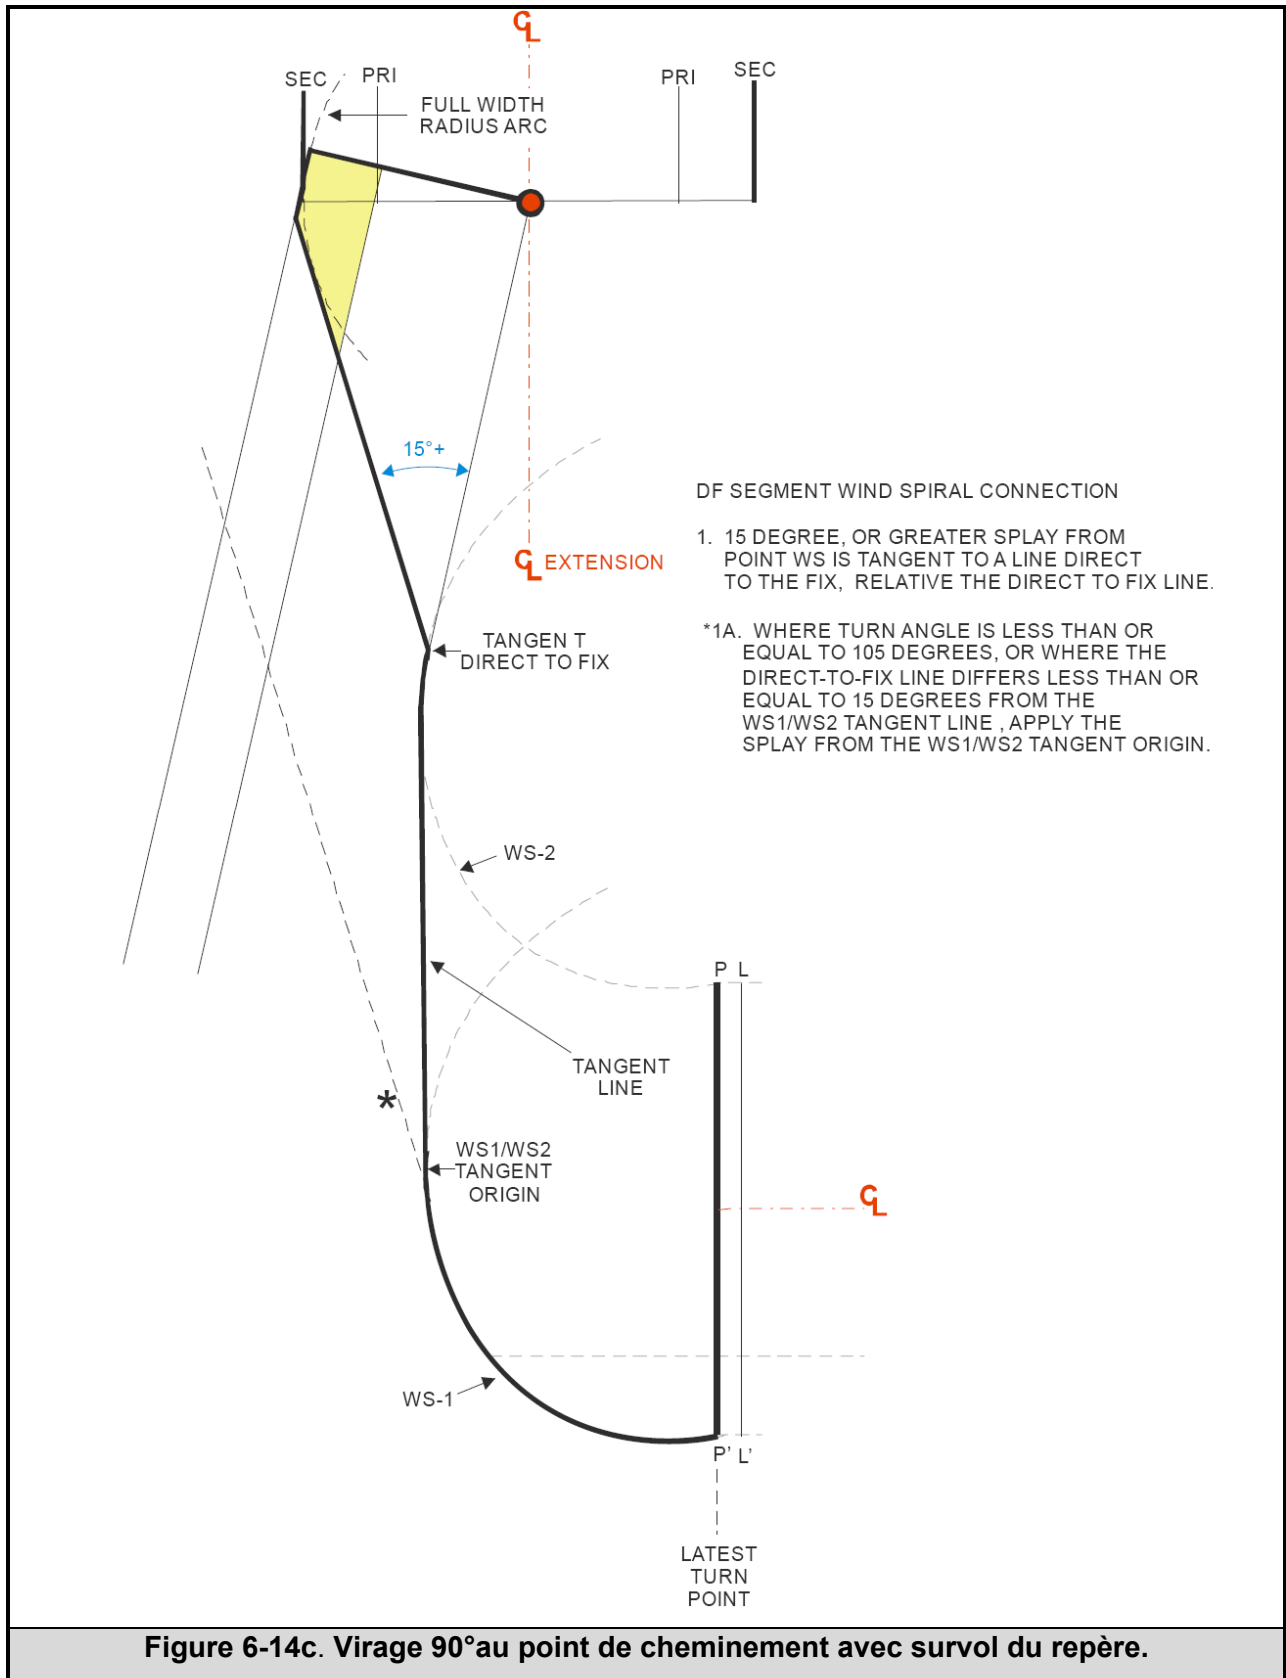 ℄
SEC
PRI
PRI
SEC
FULL WIDTH
RADIUS ARC
15°+
DF SEGMENT WIND SPIRAL CONNECTION
1. 15 DEGREE, OR GREATER SPLAY FROM
POINT WS IS TANGENT TO A LINE DIRECT
TO THE FIX, RELATIVE THE DIRECT TO FIX LINE.
℄ EXTENSION
*1A. WHERE TURN ANGLE IS LESS THAN OR
EQUAL TO 105 DEGREES, OR WHERE THE
DIRECT-TO-FIX LINE DIFFERS LESS THAN OR
EQUAL TO 15 DEGREES FROM THE
WS1/WS2 TANGENT LINE , APPLY THE
SPLAY FROM THE WS1/WS2 TANGENT ORIGIN.
TANGEN T
DIRECT TO FIX
WS-2
P L
TANGENT
LINE
*
WS1/WS2
TANGENT
ORIGIN
℄
WS-1
P' L'
LATEST
TURN
POINT
Figure 6-14c. Virage 90°au point de cheminement avec survol du repère.